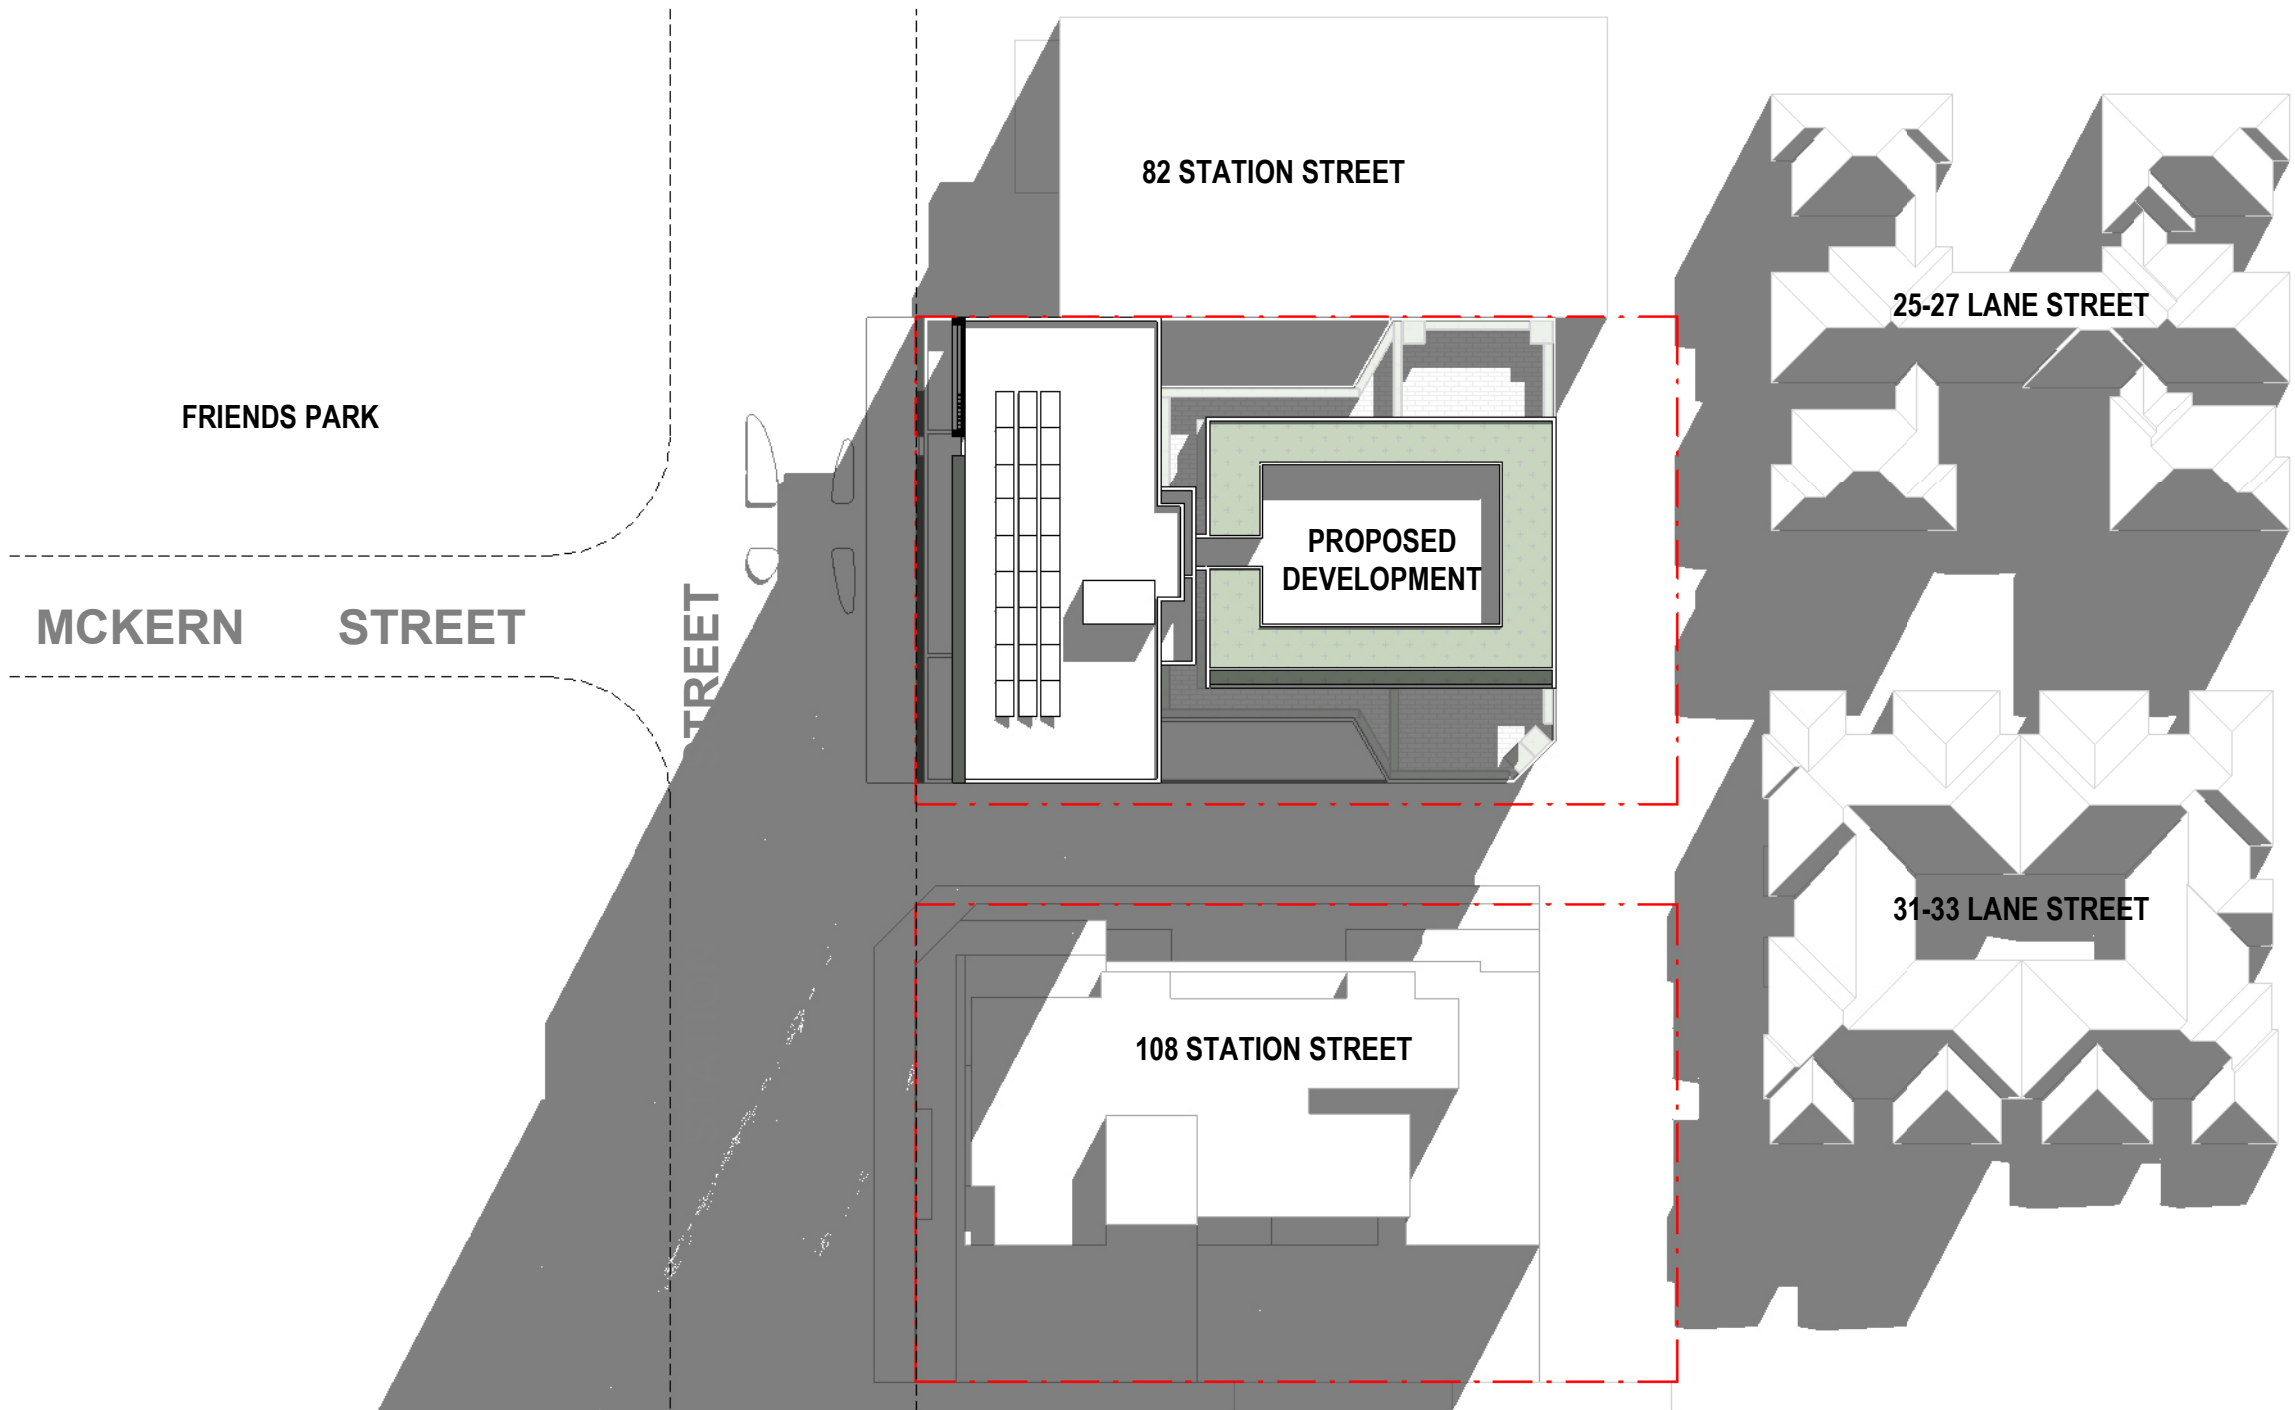 82 STATION STREET
25-27 LANE STREET
FRIENDS PARK
PROPOSED
DEVELOPMENT
MCKERN STREET
STREET
31-33 LANE STREET
108 STATION STREET